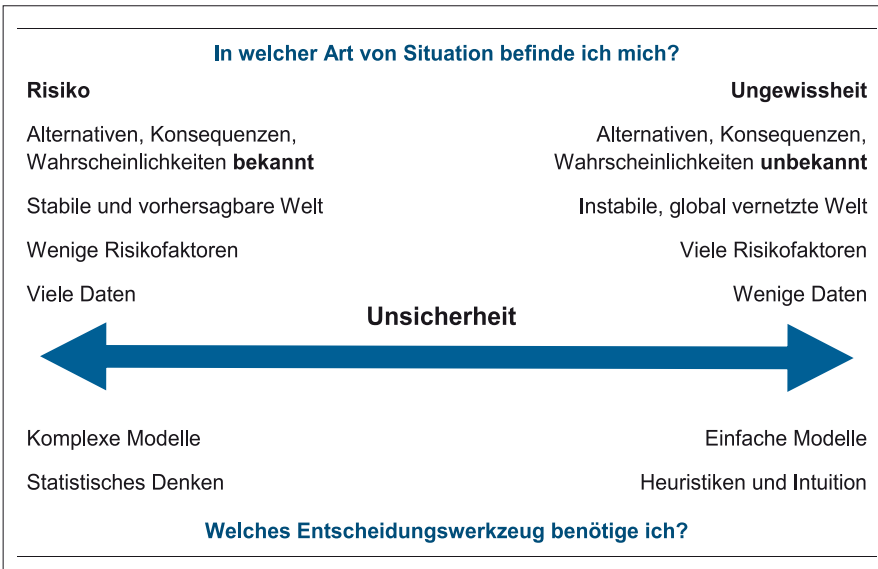 In welcher Art von Situation befinde ich mich?
Risiko
Ungewissheit
Alternativen, Konsequenzen,
Wahrscheinlichkeiten bekannt
Alternativen, Konsequenzen,
Wahrscheinlichkeiten unbekannt
Stabile und vorhersagbare Welt
Instabile, global vernetzte Welt
Wenige Risikofaktoren
Viele Risikofaktoren
Viele Daten
Wenige Daten
Unsicherheit
Komplexe Modelle
Einfache Modelle
Statistisches Denken
Heuristiken und Intuition
Welches Entscheidungswerkzeug benötige ich?